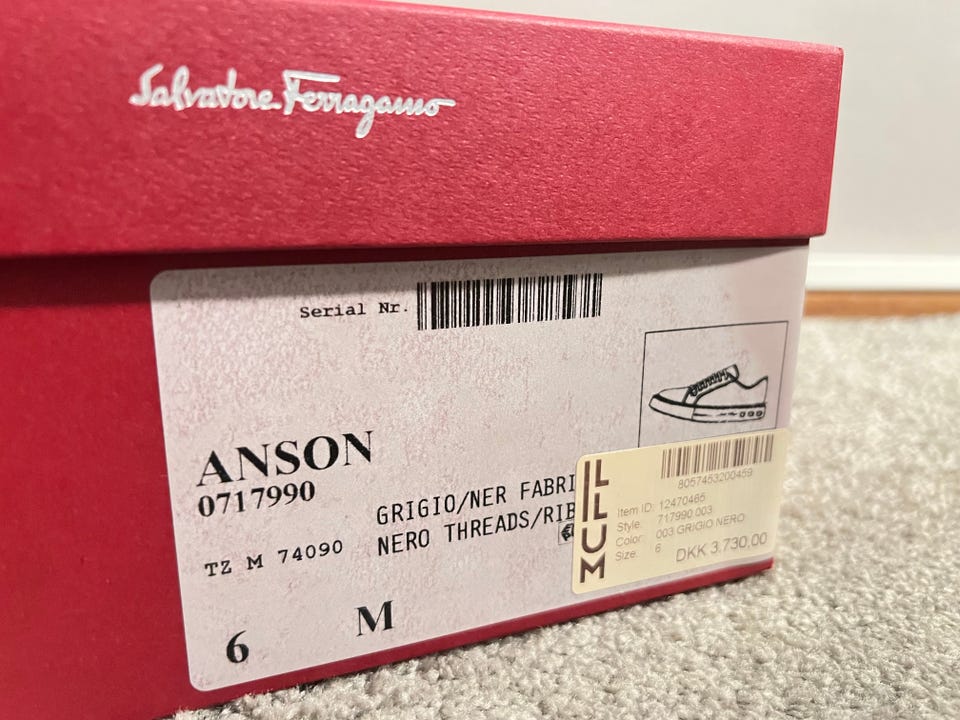 Salvatore Ferragamo
Serial Nr.
ANSON
0717990
GRIGIO/NER FABRI
NERO THREADS/RIB
TZ M 74090
6 M
ILLUM
8057453200459
Item ID: 12470465
Style: 717990 003
Color: 003 GRIGIO NERO
Size: 6
DKK 3.730,00